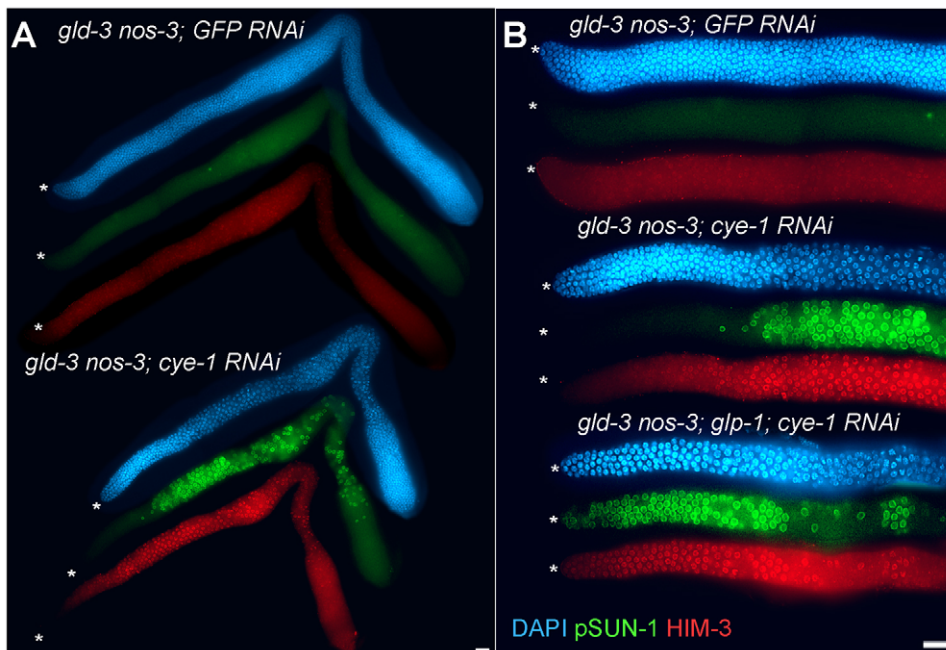 A
gld-3 nos-3; GFP RNAi
*
*
*
gld-3 nos-3; cye-1 RNAi
*
*
*
B
gld-3 nos-3; GFP RNAi
*
*
*
gld-3 nos-3; cye-1 RNAi
*
*
*
gld-3 nos-3; glp-1; cye-1 RNAi
*
*
*
DAPI pSUN-1 HIM-3